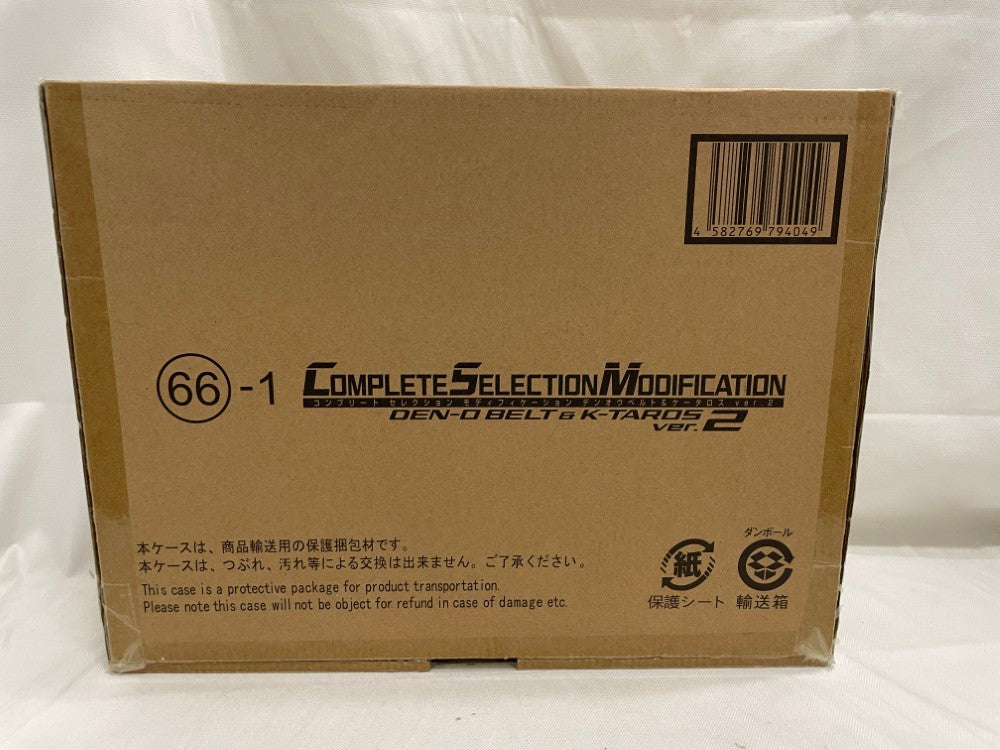 4 582769 794049
66-1
COMPLETE SELECTION MODIFICATION
コンプリート セレクション モディフィケーション デンオウベルト&ケータロス ver.2
DEN-O BELT & K-TAROS
ver.2
本ケースは、商品輸送用の保護梱包材です。
本ケースは、つぶれ、汚れ等による交換は出来ません。ご了承ください。
This case is a protective package for product transportation.
Please note this case will not be object for refund in case of damage etc.
紙
保護シート
ダンボール
輸送箱